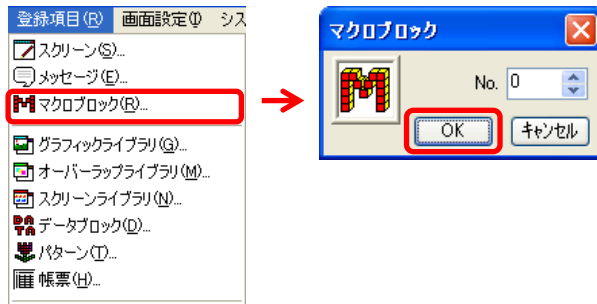 登録項目(R) 画面設定(I) シス
スクリーン(S)...
メッセージ(E)...
マクロブロック(R)...
グラフィックライブラリ(G)...
オーバーラップライブラリ(M)...
スクリーンライブラリ(N)...
データブロック(D)...
パターン(T)...
帳票(H)...
マクロブロック
No. 0
OK キャンセル